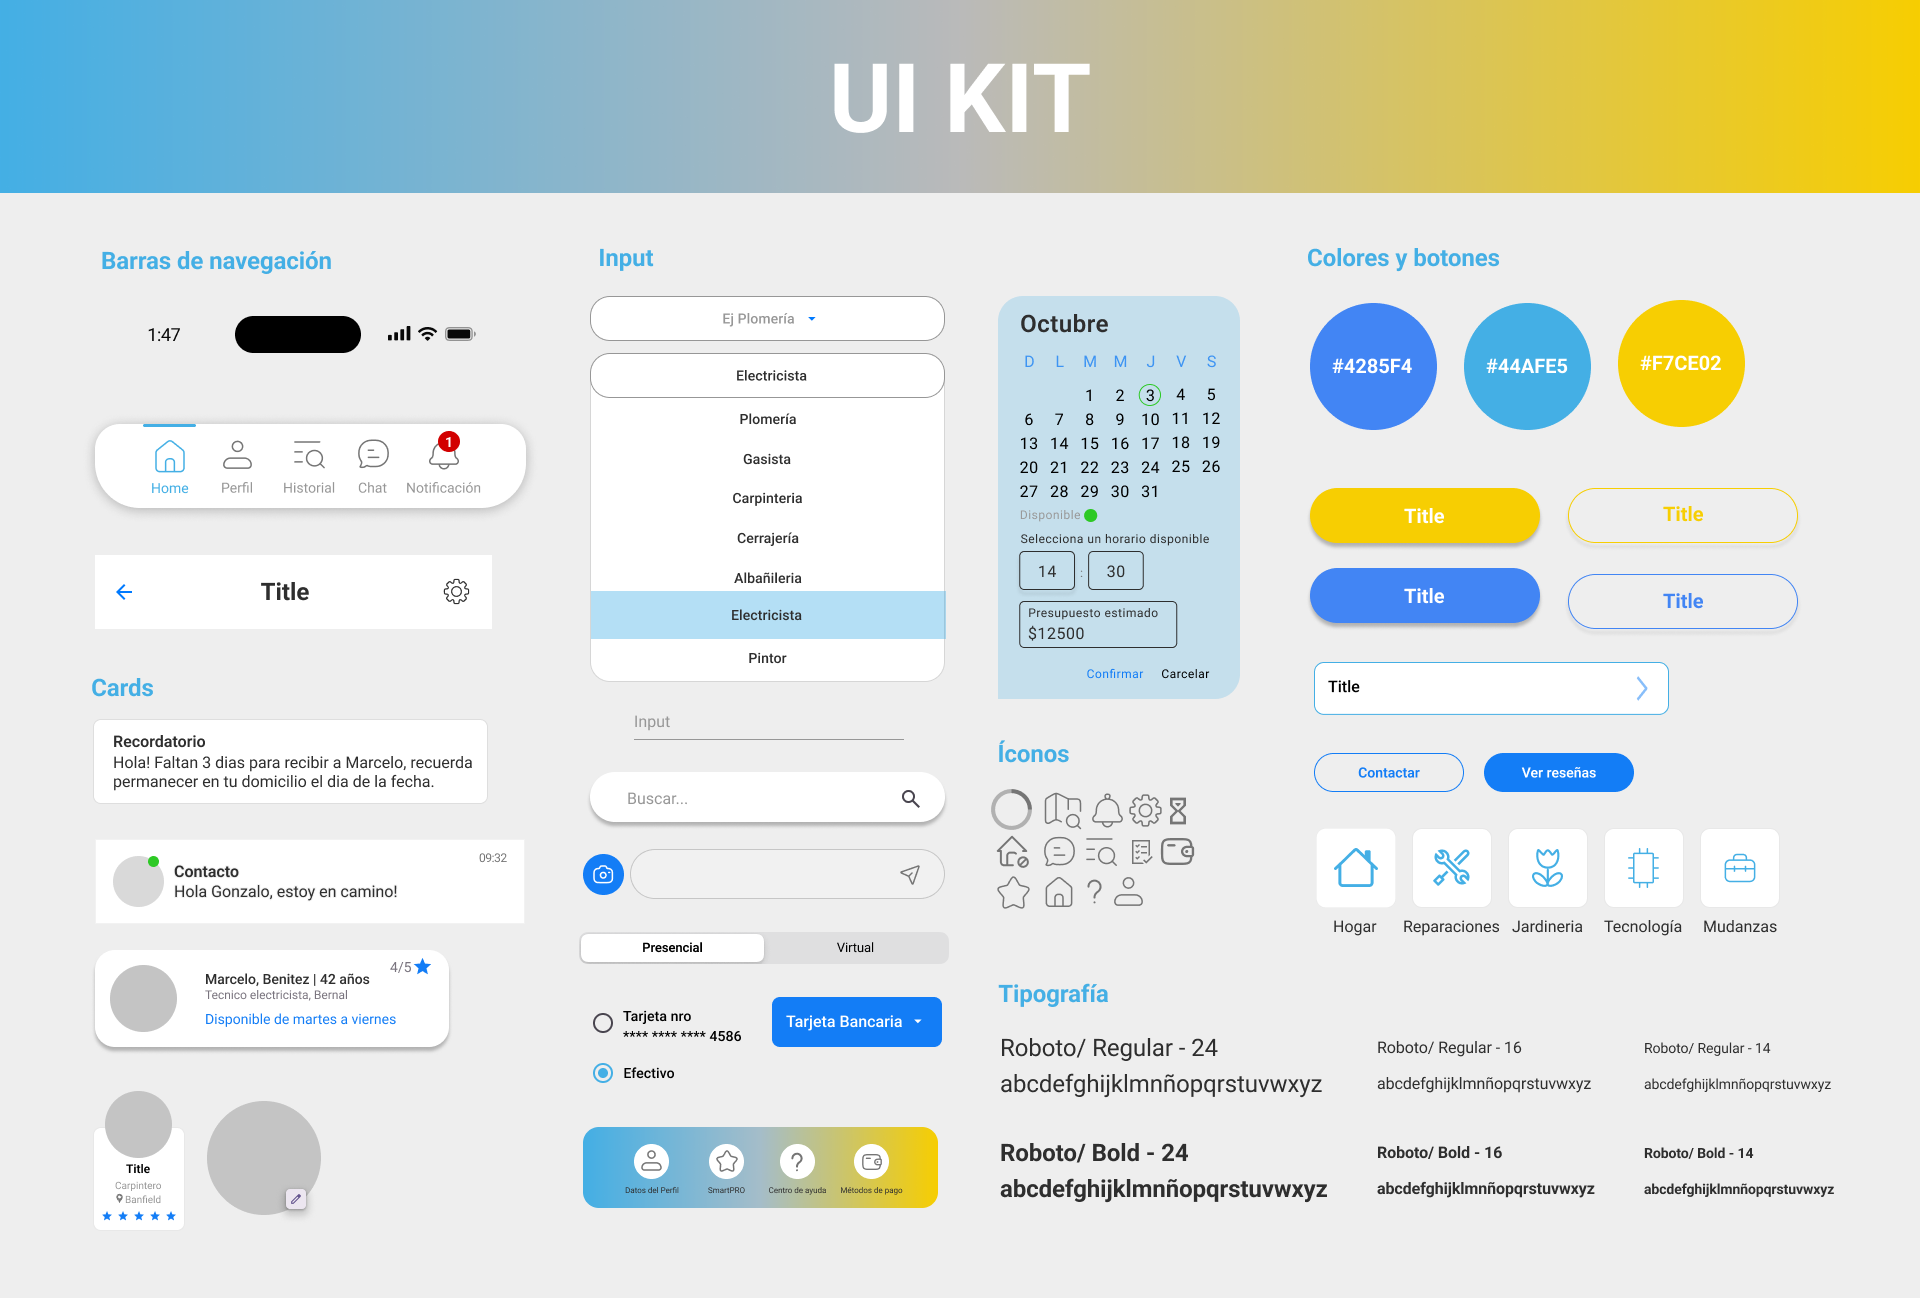 UI KIT
Barras de navegación
1:47
Home
Perfil
Historial
Chat
1
Notificación
Title
Cards
Recordatorio
Hola! Faltan 3 dias para recibir a Marcelo, recuerda
permanecer en tu domicilio el dia de la fecha.
Contacto
09:32
Hola Gonzalo, estoy en camino!
4/5
Marcelo, Benitez | 42 años
Tecnico electricista, Bernal
Disponible de martes a viernes
Title
Carpintero
Banfield
Input
Ej Plomería
Electricista
Plomería
Gasista
Carpinteria
Cerrajería
Albañileria
Electricista
Pintor
Input
Buscar...
Presencial
Virtual
Tarjeta nro
**** **** **** 4586
Tarjeta Bancaria
Efectivo
Datos del Perfil
SmartPRO
Centro de ayuda
Métodos de pago
Octubre
D L M M J V S
1 2 3 4 5
6 7 8 9 10 11 12
13 14 15 16 17 18 19
20 21 22 23 24 25 26
27 28 29 30 31
Disponible
Selecciona un horario disponible
14 : 30
Presupuesto estimado
$12500
Confirmar Carcelar
Íconos
Colores y botones
#4285F4
#44AFE5
#F7CE02
Title
Title
Title
Title
Title
Contactar
Ver reseñas
Hogar
Reparaciones
Jardineria
Tecnología
Mudanzas
Tipografía
Roboto/ Regular - 24
abcdefghijklmnñopqrstuvwxyz
Roboto/ Regular - 16
abcdefghijklmnñopqrstuvwxyz
Roboto/ Regular - 14
abcdefghijklmnñopqrstuvwxyz
Roboto/ Bold - 24
abcdefghijklmnñopqrstuvwxyz
Roboto/ Bold - 16
abcdefghijklmnñopqrstuvwxyz
Roboto/ Bold - 14
abcdefghijklmnñopqrstuvwxyz